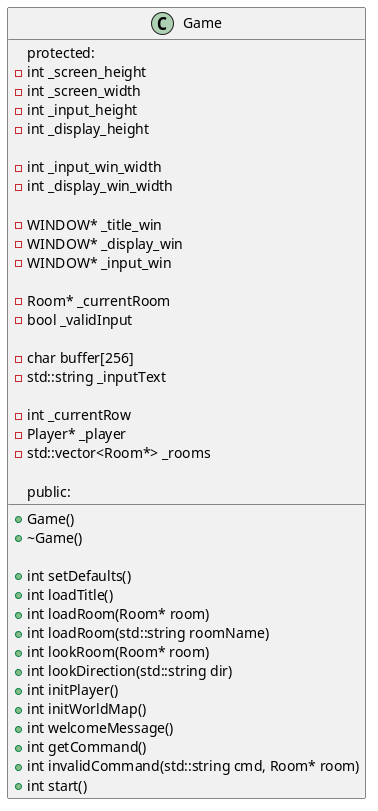 C Game
protected:
int _screen_height
int _screen_width
int _input_height
int _display_height
int _input_win_width
int _display_win_width
WINDOW* _title_win
WINDOW* _display_win
WINDOW* _input_win
Room* _currentRoom
bool _validInput
char buffer[256]
std::string _inputText
int _currentRow
Player* _player
std::vector<Room*> _rooms
public:
Game()
~Game()
int setDefaults()
int loadTitle()
int loadRoom(Room* room)
int loadRoom(std::string roomName)
int lookRoom(Room* room)
int lookDirection(std::string dir)
int initPlayer()
int initWorldMap()
int welcomeMessage()
int getCommand()
int invalidCommand(std::string cmd, Room* room)
int start()